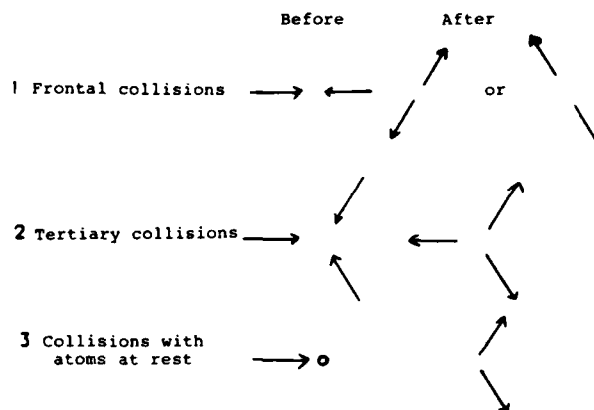 Before After
1 Frontal collisions or
2 Tertiary collisions
3 Collisions with
atoms at rest